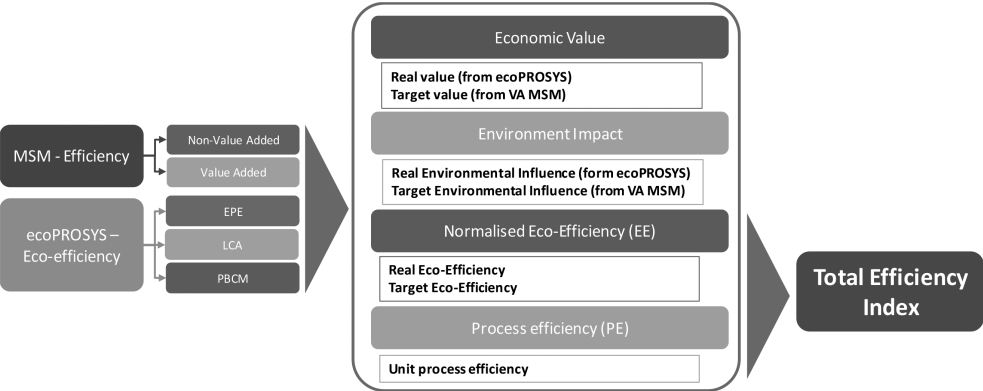 MSM - Efficiency
Non-Value Added
Value Added
ecoPROSYS –
Eco-efficiency
EPE
LCA
PBCM
Economic Value
Real value (from ecoPROSYS)
Target value (from VA MSM)
Environment Impact
Real Environmental Influence (form ecoPROSYS)
Target Environmental Influence (from VA MSM)
Normalised Eco-Efficiency (EE)
Real Eco-Efficiency
Target Eco-Efficiency
Process efficiency (PE)
Unit process efficiency
Total Efficiency
Index